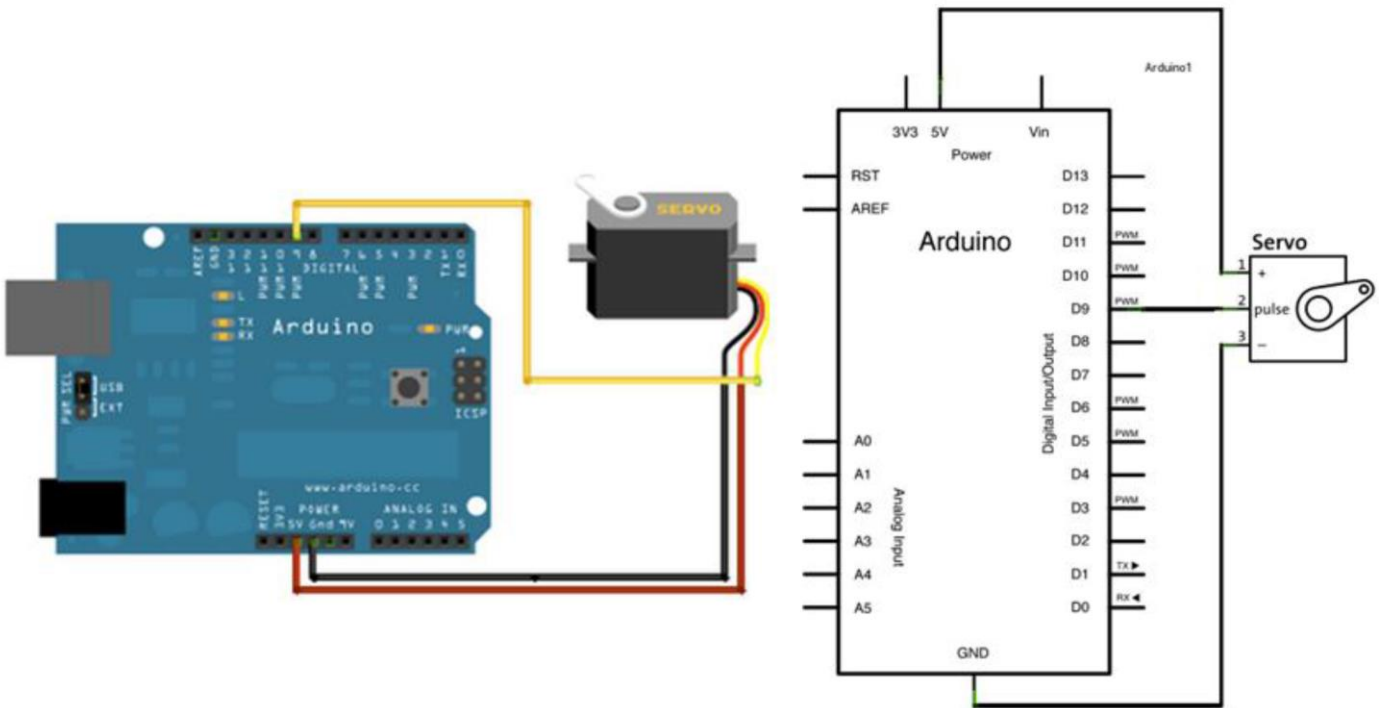 SERVO
AREF
GND
13
12
PWM 11
PWM 10
PWM 9
8
DIGITAL
7
PWM 6
PWM 5
4
PWM 3
2
TX 1
RX 0
L
TX
RX
Arduino
PWR
PWR SEL
USB
EXT
1
ICSP
www.arduino.cc
POWER
ANALOG IN
RESET
3V3
5V Gnd 9V
0 1 2 3 4 5
Arduino1
3V3 5V Vin
Power
RST D13
AREF D12
Arduino
D11 PWM
D10 PWM
D9 PWM
D8
D7
D6 PWM
A0 D5 PWM
A1 D4
A2 D3 PWM
A3 D2
A4 D1 TX ▶
A5 D0 RX ◀
Analog Input
Digital Input/Output
GND
Servo
1 +
2 pulse
3 −